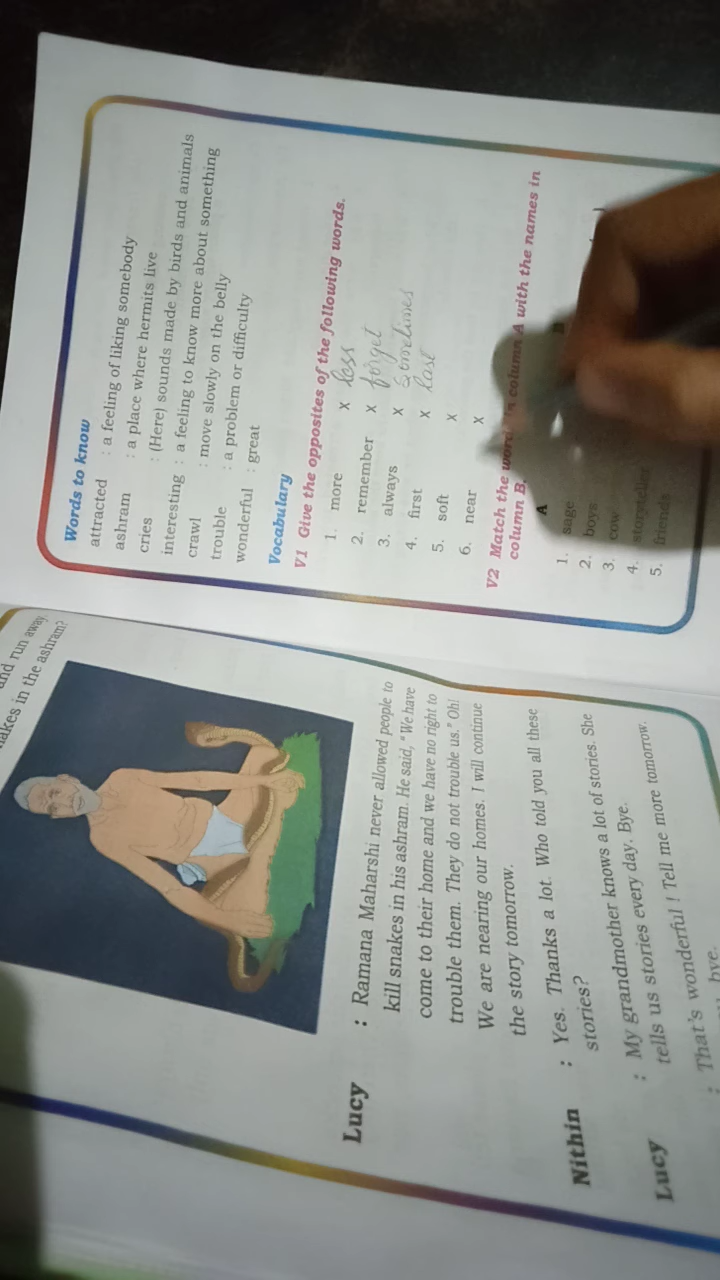 and run away
snakes in the ashram?
Lucy : Ramana Maharshi never allowed people to
kill snakes in his ashram. He said, "We have
come to their home and we have no right to
trouble them. They do not trouble us." Oh!
We are nearing our homes. I will continue
the story tomorrow.
Nithin : Yes. Thanks a lot. Who told you all these
stories?
Lucy : My grandmother knows a lot of stories. She
tells us stories every day. Bye.
: That's wonderful ! Tell me more tomorrow.
bye.
Words to know
attracted : a feeling of liking somebody
ashram : a place where hermits live
cries : (Here) sounds made by birds and animals
interesting : a feeling to know more about something
crawl : move slowly on the belly
trouble : a problem or difficulty
wonderful : great
Vocabulary
V1 Give the opposites of the following words.
1. more x less
2. remember x forget
3. always x sometimes
4. first x last
5. soft x
6. near x
V2 Match the words in column A with the names in
column B.
A B
1. sage
2. boys
3. cow
4. storyteller
5. friends